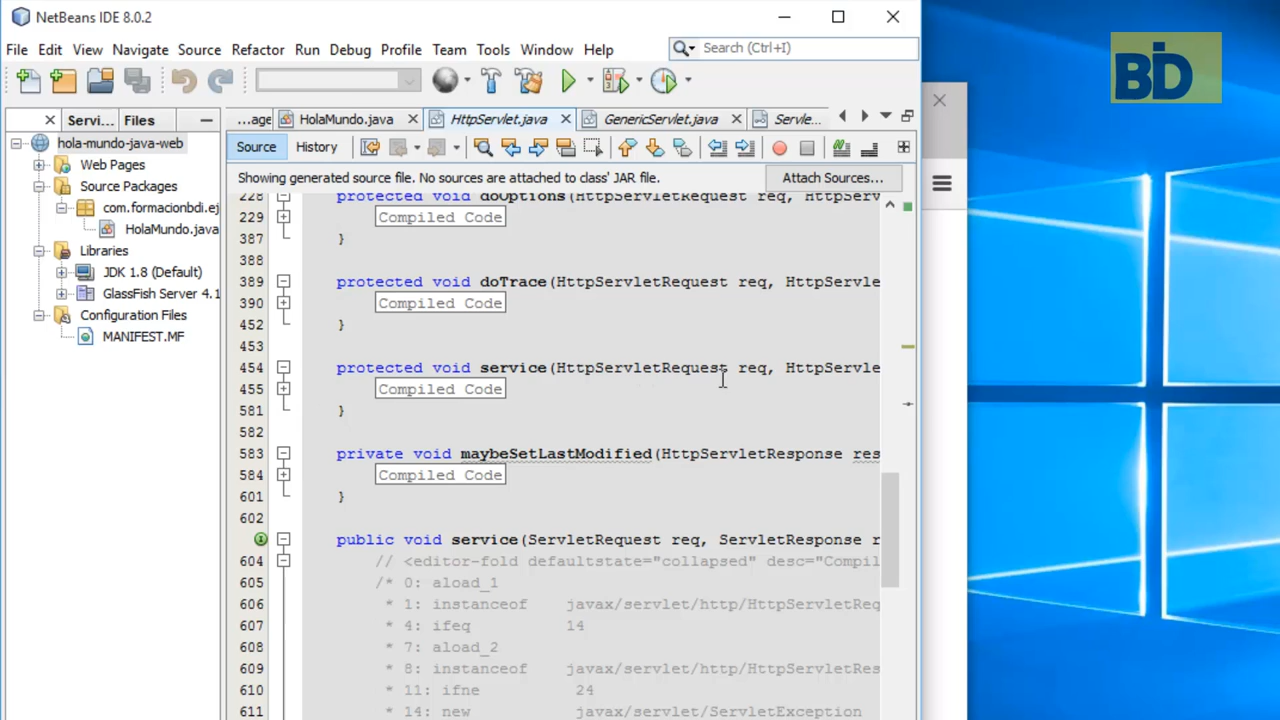 NetBeans IDE 8.0.2
File Edit View Navigate Source Refactor Run Debug Profile Team Tools Window Help
Search (Ctrl+I)
BD
Servi... Files
...age HolaMundo.java HttpServlet.java GenericServlet.java Servle...
Source History
Showing generated source file. No sources are attached to class' JAR file. Attach Sources...
hola-mundo-java-web
Web Pages
Source Packages
com.formacionbdi.ej
HolaMundo.java
Libraries
JDK 1.8 (Default)
GlassFish Server 4.1
Configuration Files
MANIFEST.MF
228 protected void doOptions(HttpServletRequest req, HttpServ
229 Compiled Code
387 }
388
389 protected void doTrace(HttpServletRequest req, HttpServle
390 Compiled Code
452 }
453
454 protected void service(HttpServletRequest req, HttpServle
455 Compiled Code
581 }
582
583 private void maybeSetLastModified(HttpServletResponse res
584 Compiled Code
601 }
602
public void service(ServletRequest req, ServletResponse r
604 // <editor-fold defaultstate="collapsed" desc="Compil
605 /* 0: aload_1
606 * 1: instanceof javax/servlet/http/HttpServletReq
607 * 4: ifeq 14
608 * 7: aload_2
609 * 8: instanceof javax/servlet/http/HttpServletRes
610 * 11: ifne 24
611 * 14: new javax/servlet/ServletException